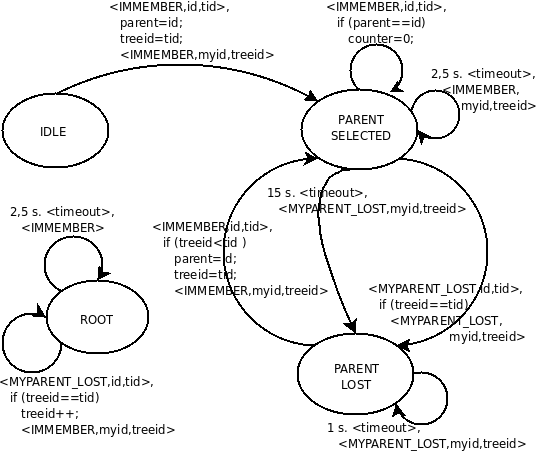 <IMMEMBER,id,tid>,
parent=id;
treeid=tid;
<IMMEMBER,myid,treeid>
<IMMEMBER,id,tid>,
if (parent==id)
counter=0;
2,5 s. <timeout>,
<IMMEMBER,
myid,treeid>
IDLE
PARENT
SELECTED
15 s. <timeout>,
<MYPARENT_LOST,myid,treeid>
2,5 s. <timeout>,
<IMMEMBER>
<IMMEMBER,id,tid>,
if (treeid<tid )
parent=id;
treeid=tid;
<IMMEMBER,myid,treeid>
<MYPARENT_LOST,id,tid>,
if (treeid==tid)
<MYPARENT_LOST,
myid,treeid>
ROOT
PARENT
LOST
<MYPARENT_LOST,id,tid>,
if (treeid==tid)
treeid++;
<IMMEMBER,myid,treeid>
1 s. <timeout>,
<MYPARENT_LOST,myid,treeid>